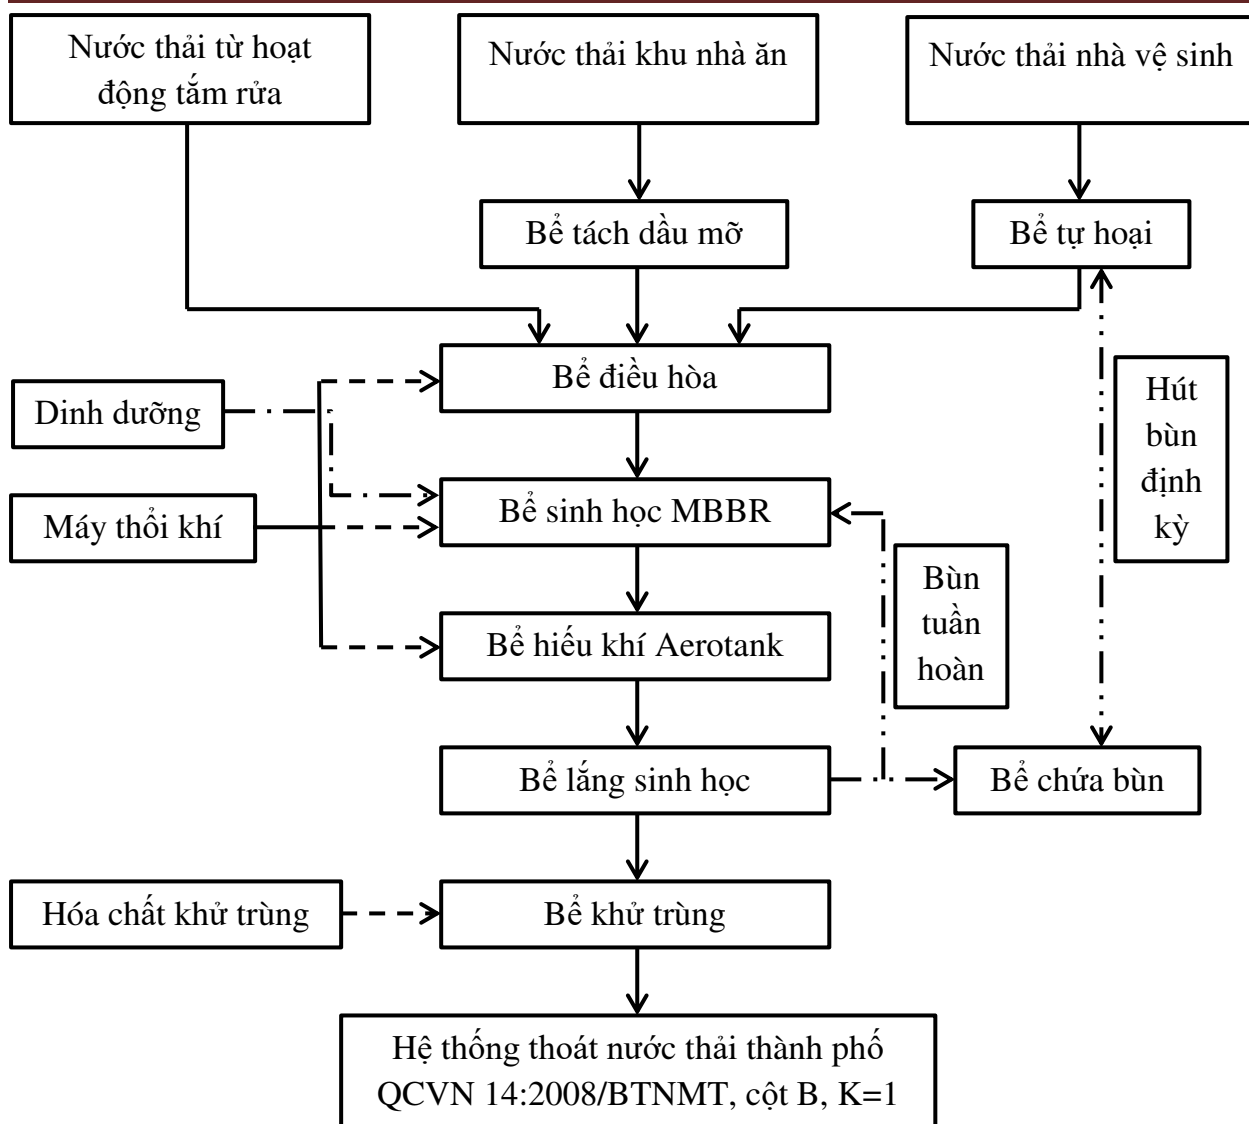 Nước thải từ hoạt
động tắm rửa
Nước thải khu nhà ăn
Nước thải nhà vệ sinh
Bể tách dầu mỡ
Bể tự hoại
Bể điều hòa
Dinh dưỡng
Hút
bùn
định
kỳ
Bể sinh học MBBR
Máy thổi khí
Bùn
tuần
hoàn
Bể hiếu khí Aerotank
Bể lắng sinh học
Bể chứa bùn
Hóa chất khử trùng
Bể khử trùng
Hệ thống thoát nước thải thành phố
QCVN 14:2008/BTNMT, cột B, K=1